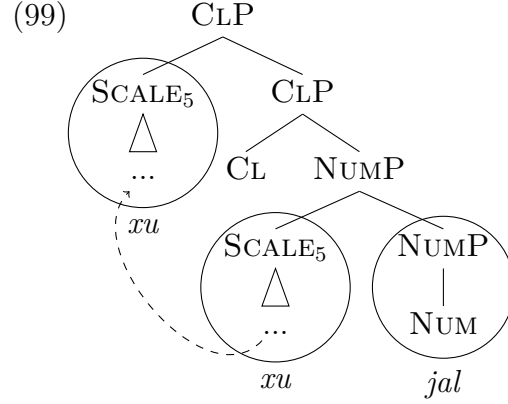 (99)
CLP
SCALE₅
CLP
...
CL
NUMP
xu
SCALE₅
NUMP
...
NUM
xu
jal